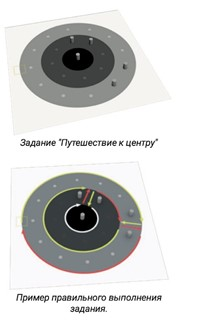 Задание "Путешествие к центру"
Пример правильного выполнения
задания.